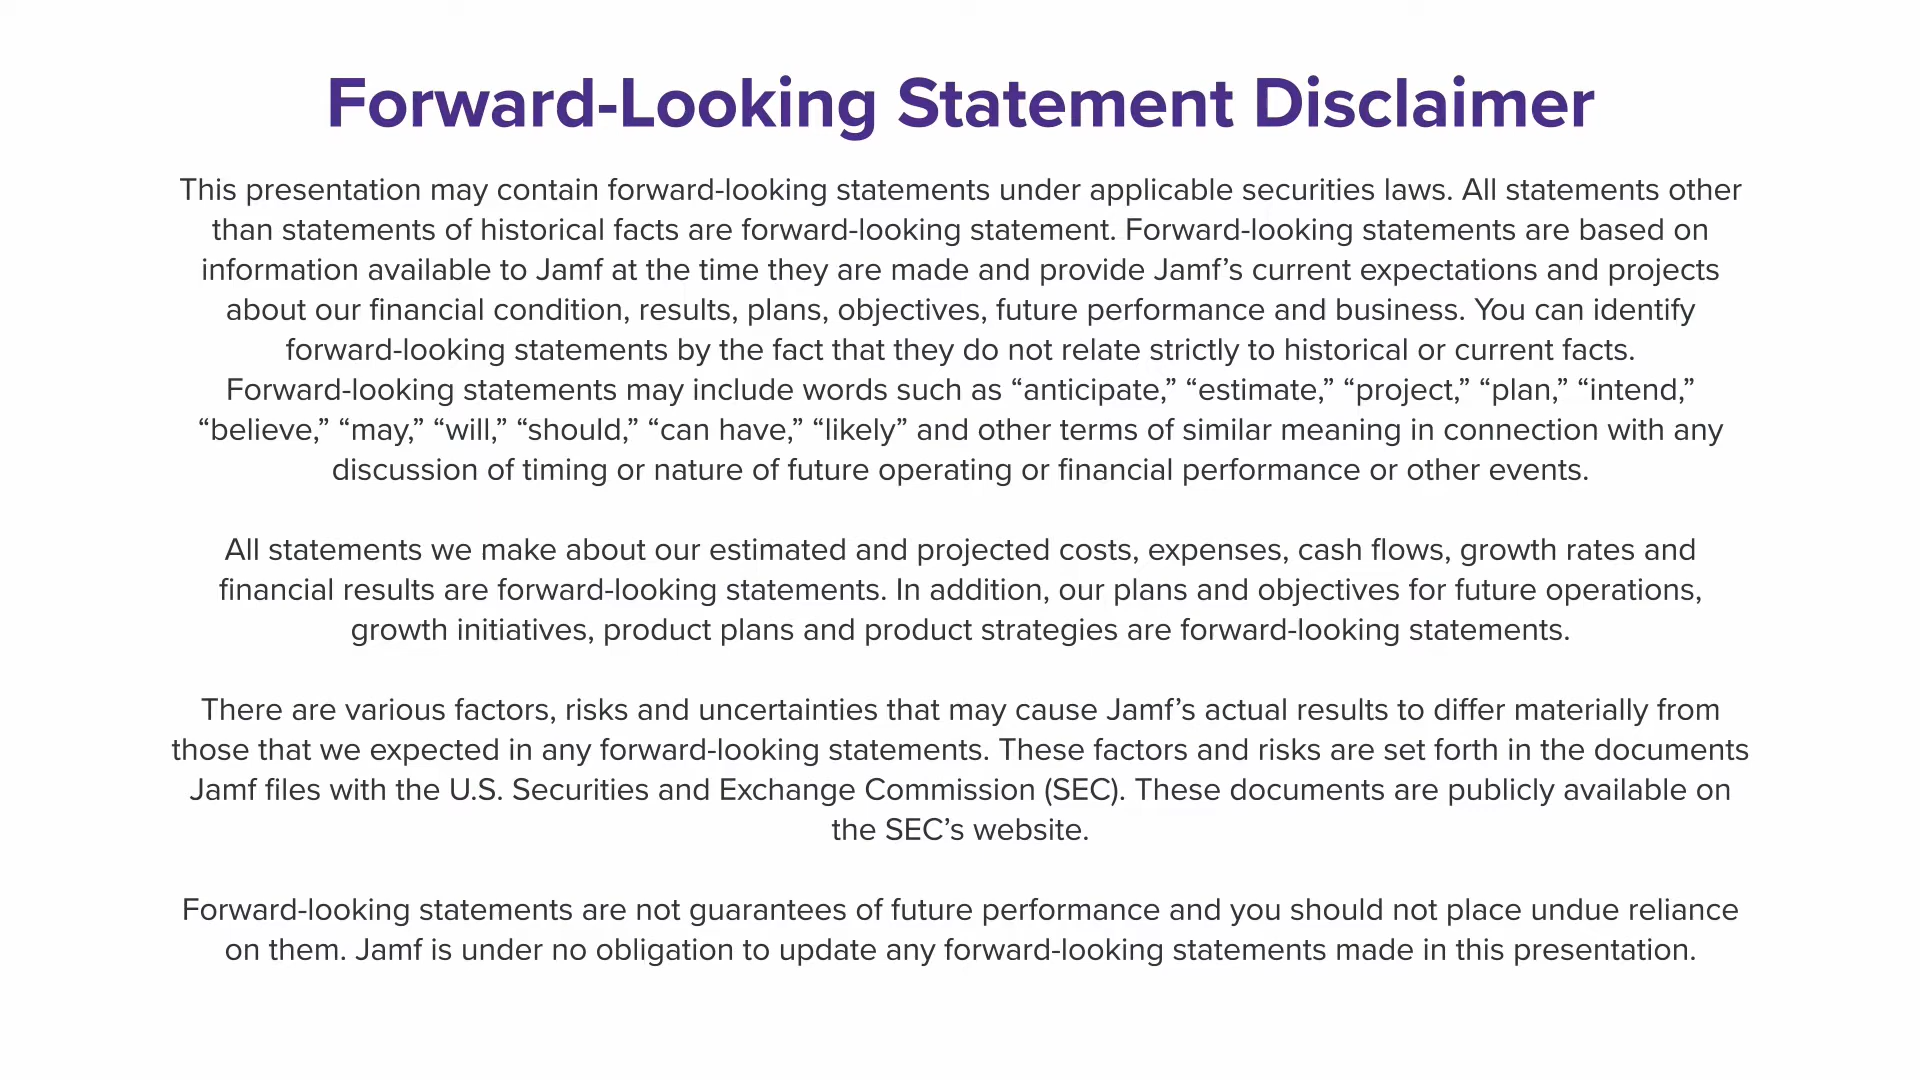 Forward-Looking Statement Disclaimer
This presentation may contain forward-looking statements under applicable securities laws. All statements other
than statements of historical facts are forward-looking statement. Forward-looking statements are based on
information available to Jamf at the time they are made and provide Jamf’s current expectations and projects
about our financial condition, results, plans, objectives, future performance and business. You can identify
forward-looking statements by the fact that they do not relate strictly to historical or current facts.
Forward-looking statements may include words such as “anticipate,” “estimate,” “project,” “plan,” “intend,”
“believe,” “may,” “will,” “should,” “can have,” “likely” and other terms of similar meaning in connection with any
discussion of timing or nature of future operating or financial performance or other events.
All statements we make about our estimated and projected costs, expenses, cash flows, growth rates and
financial results are forward-looking statements. In addition, our plans and objectives for future operations,
growth initiatives, product plans and product strategies are forward-looking statements.
There are various factors, risks and uncertainties that may cause Jamf’s actual results to differ materially from
those that we expected in any forward-looking statements. These factors and risks are set forth in the documents
Jamf files with the U.S. Securities and Exchange Commission (SEC). These documents are publicly available on
the SEC’s website.
Forward-looking statements are not guarantees of future performance and you should not place undue reliance
on them. Jamf is under no obligation to update any forward-looking statements made in this presentation.